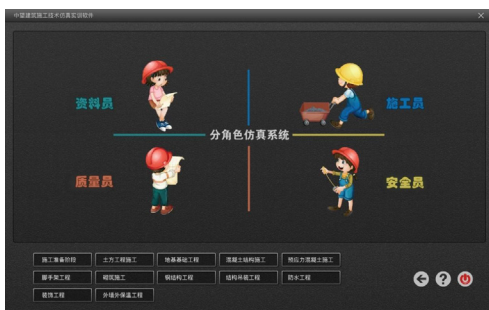 中望建筑施工技术仿真实训软件
资料员
施工员
分角色仿真系统
质量员
安全员
施工准备阶段 土方工程施工 地基基础工程 混凝土结构施工 预应力混凝土施工
脚手架工程 砌筑施工 钢结构工程 结构吊装工程 防水工程
装饰工程 外墙外保温工程